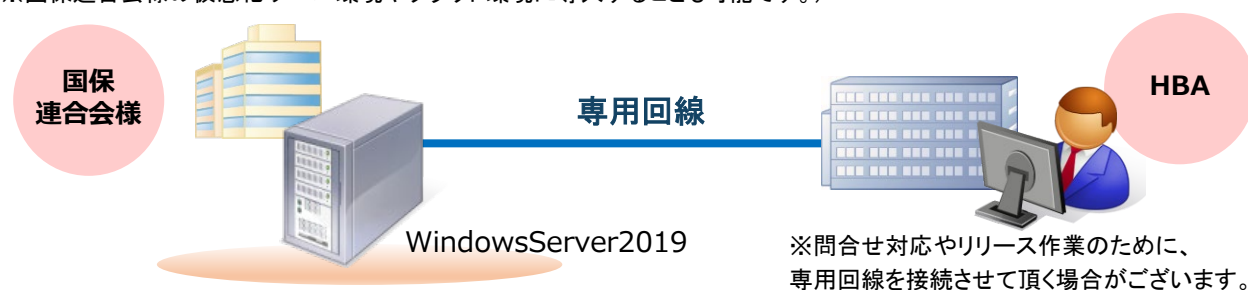 国保
連合会様
専用回線
HBA
WindowsServer2019
※問合せ対応やリリース作業のために、
専用回線を接続させて頂く場合がございます。